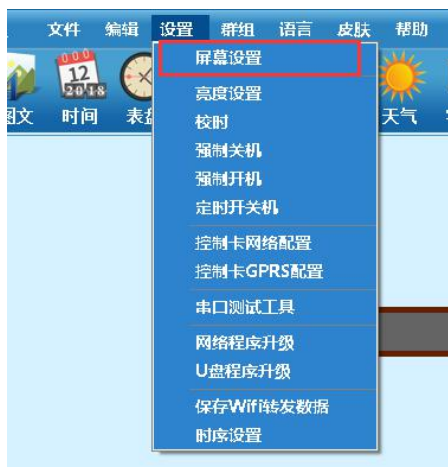 文件 编辑 设置 群组 语言 皮肤 帮助
图文 时间 表盘 天气
12
2018
屏幕设置
亮度设置
校时
强制关机
强制开机
定时开关机
控制卡网络配置
控制卡GPRS配置
串口测试工具
网络程序升级
U盘程序升级
保存Wifi转发数据
时序设置